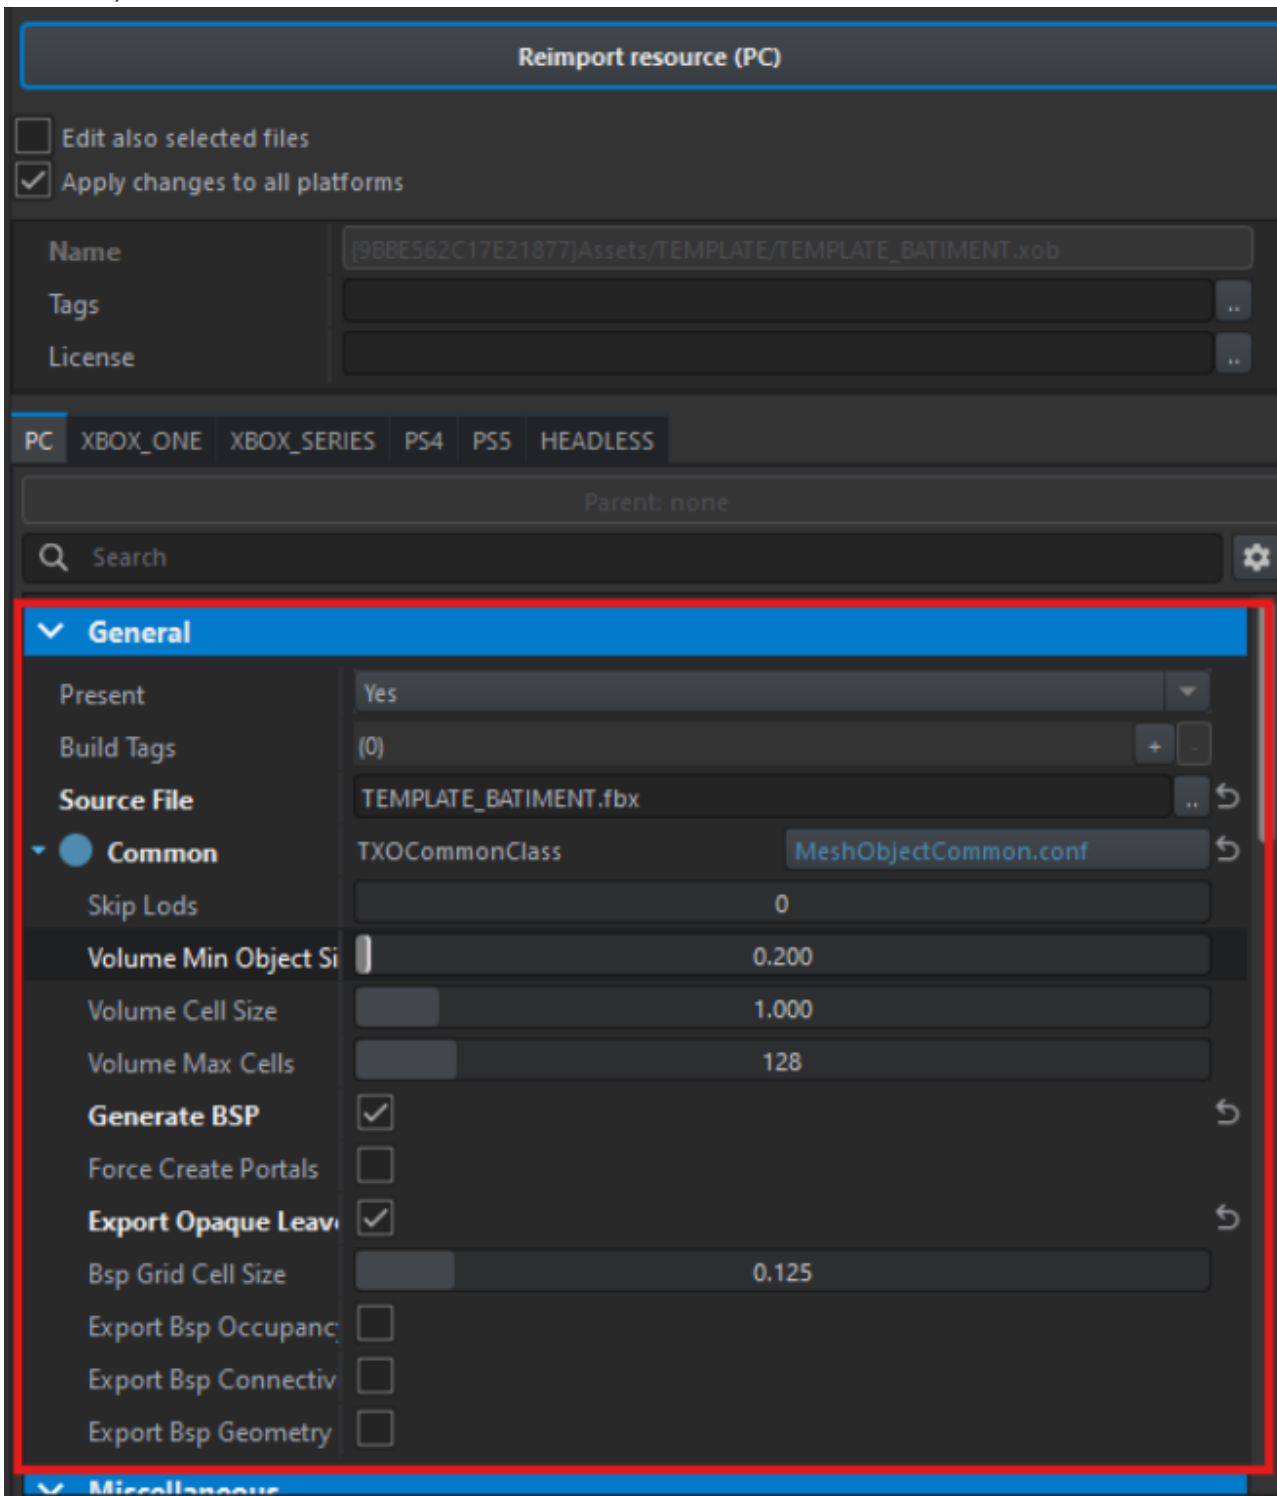 Reimport resource (PC)
Edit also selected files
Apply changes to all platforms
Name {9BBE562C17E21877}Assets/TEMPLATE/TEMPLATE_BATIMENT.xob
Tags ..
License ..
PC XBOX_ONE XBOX_SERIES PS4 PS5 HEADLESS
Parent: none
Search
General
Present Yes
Build Tags (0) + -
Source File TEMPLATE_BATIMENT.fbx ..
Common TXOCommonClass MeshObjectCommon.conf
Skip Lods 0
Volume Min Object Si 0.200
Volume Cell Size 1.000
Volume Max Cells 128
Generate BSP
Force Create Portals
Export Opaque Leav
Bsp Grid Cell Size 0.125
Export Bsp Occupanc
Export Bsp Connectiv
Export Bsp Geometry
Miscellaneous